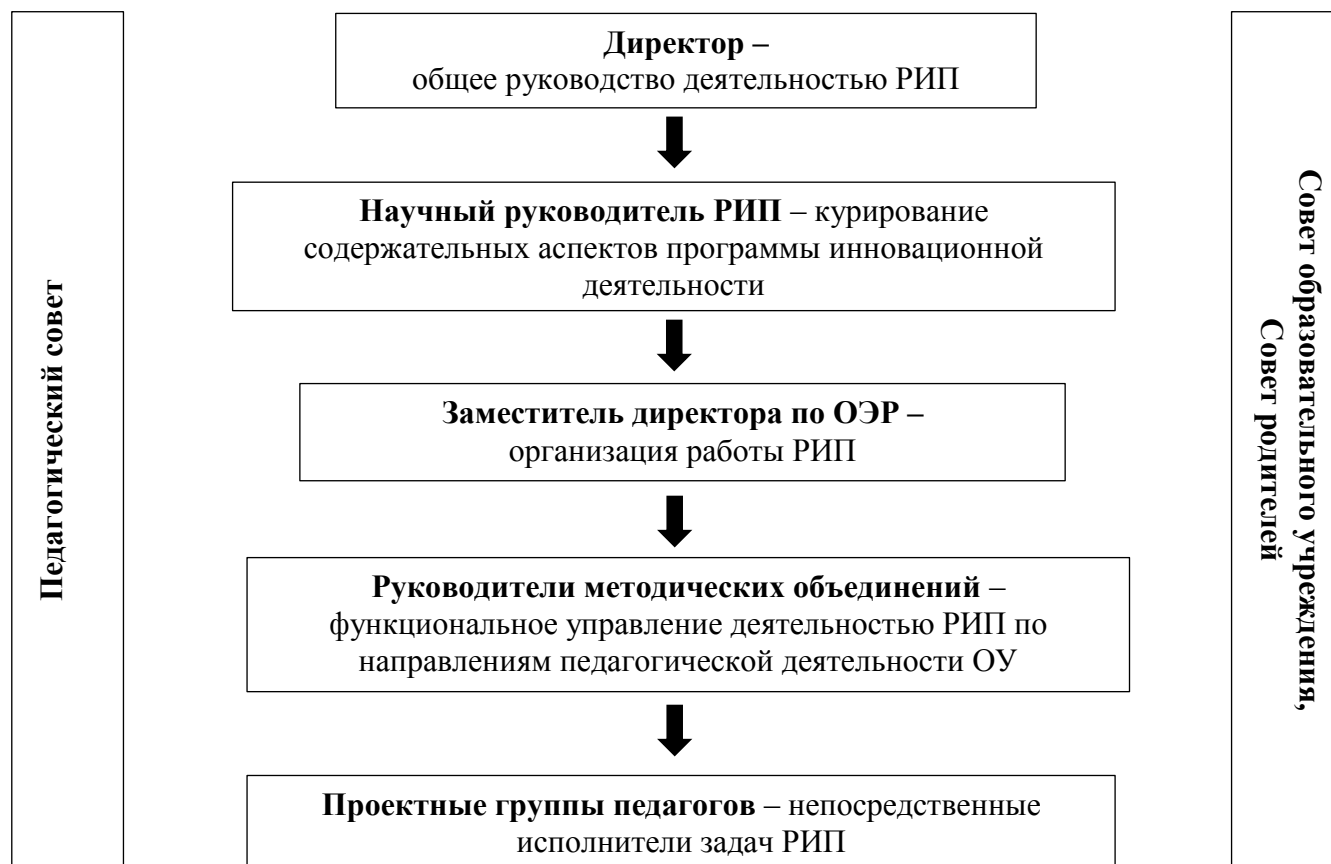 Педагогический совет
Директор –
общее руководство деятельностью РИП
Научный руководитель РИП – курирование
содержательных аспектов программы инновационной
деятельности
Заместитель директора по ОЭР –
организация работы РИП
Руководители методических объединений –
функциональное управление деятельностью РИП по
направлениям педагогической деятельности ОУ
Проектные группы педагогов – непосредственные
исполнители задач РИП
Совет образовательного учреждения,
Совет родителей